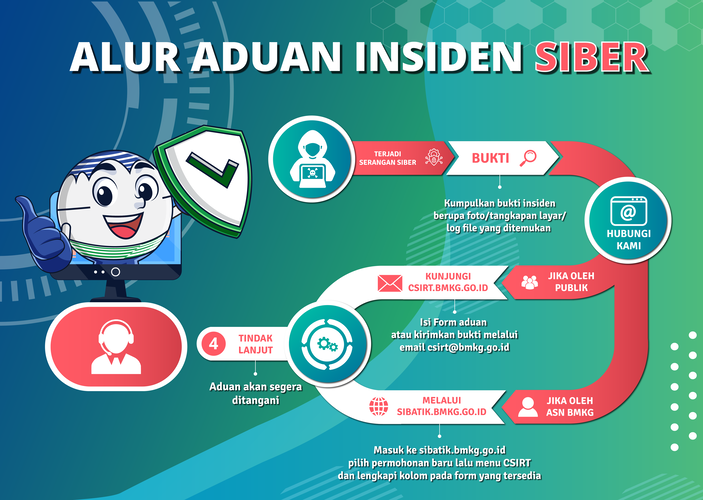 ALUR ADUAN INSIDEN SIBER
TERJADI
SERANGAN SIBER
BUKTI
Kumpulkan bukti insiden
berupa foto/tangkapan layar/
log file yang ditemukan
@
HUBUNGI
KAMI
KUNJUNGI
CSIRT.BMKG.GO.ID
JIKA OLEH
PUBLIK
Isi Form aduan
atau kirimkan bukti melalui
email csirt@bmkg.go.id
4
TINDAK
LANJUT
Aduan akan segera
ditangani
MELALUI
SIBATIK.BMKG.GO.ID
JIKA OLEH
ASN BMKG
Masuk ke sibatik.bmkg.go.id
pilih permohonan baru lalu menu CSIRT
dan lengkapi kolom pada form yang tersedia